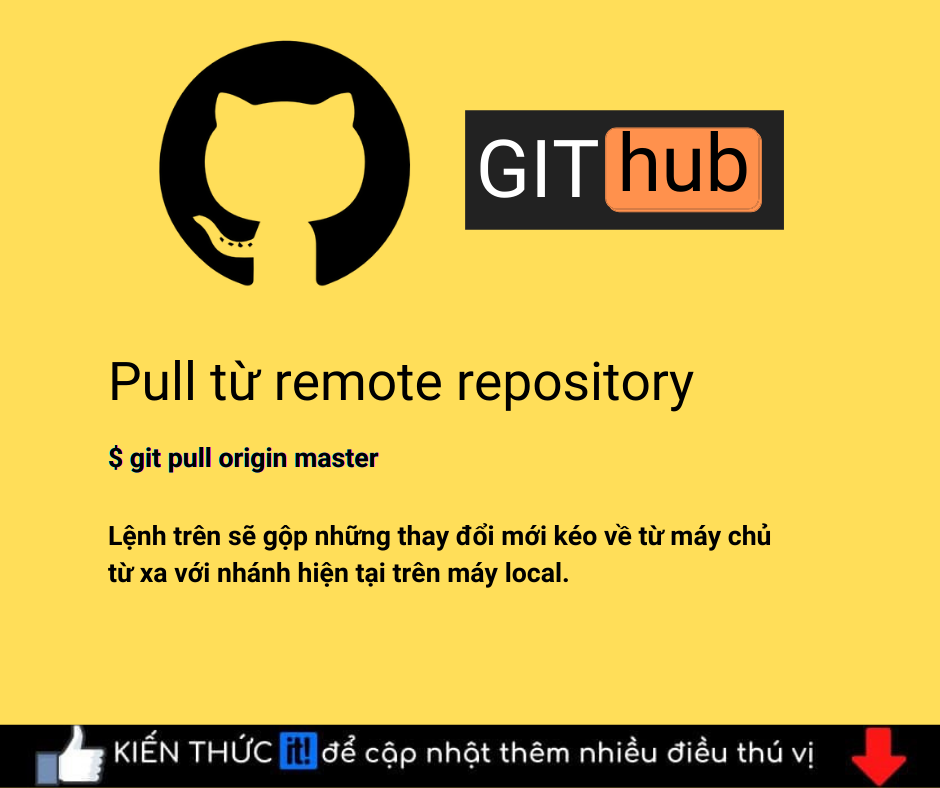 GIT hub
Pull từ remote repository
$ git pull origin master
Lệnh trên sẽ gộp những thay đổi mới kéo về từ máy chủ
từ xa với nhánh hiện tại trên máy local.
KIẾN THỨC it! để cập nhật thêm nhiều điều thú vị